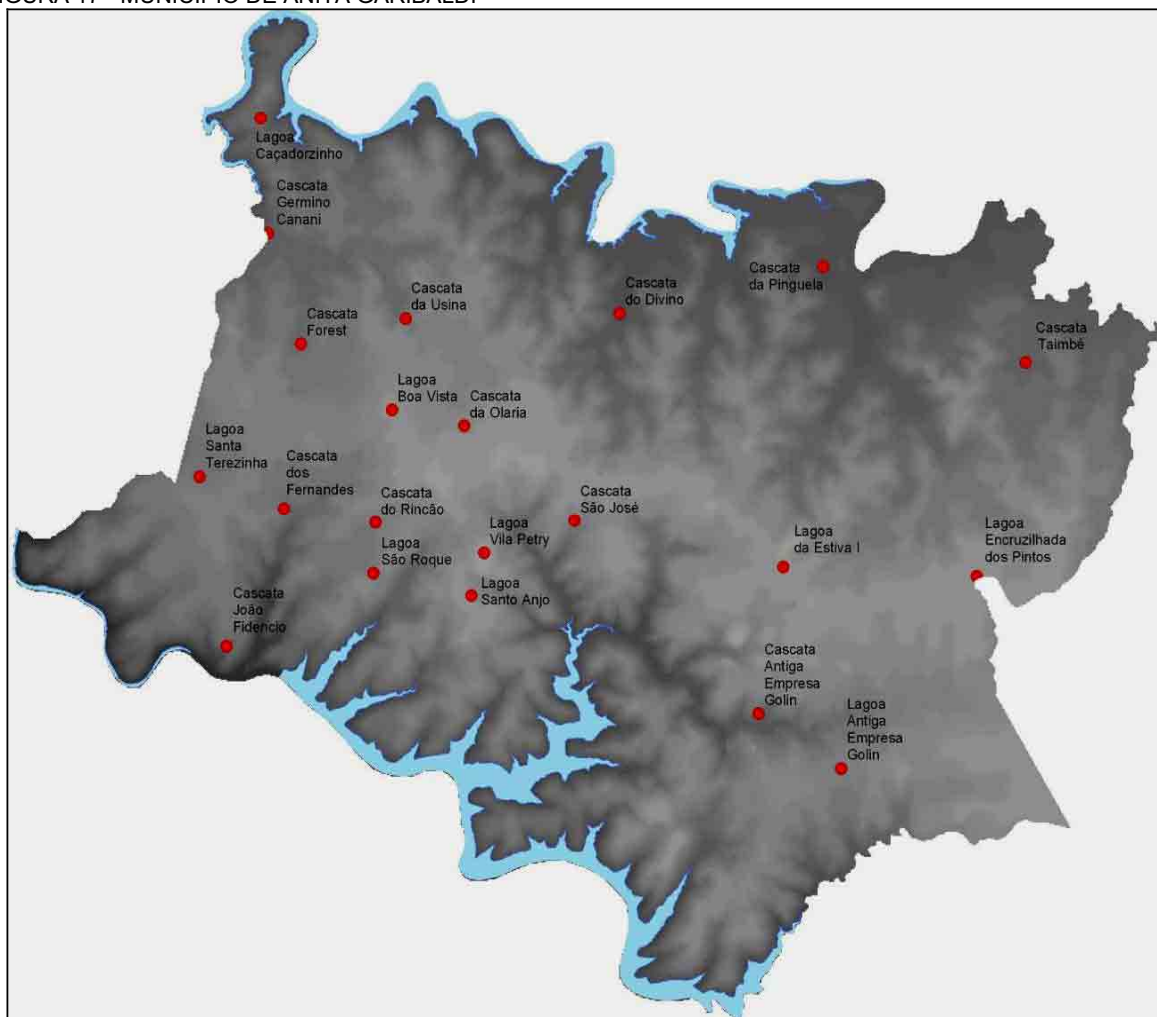 FIGURA 17 - MUNICÍPIO DE ANITA GARIBALDI
Lagoa
Caçadorzinho
Cascata
Germino
Canani
Cascata
da Usina
Cascata
Forest
Cascata
do Divino
Cascata
da Pinguela
Cascata
Taimbé
Lagoa
Boa Vista
Cascata
da Olaria
Lagoa
Santa
Terezinha
Cascata
dos
Fernandes
Cascata
do Rincão
Lagoa
São Roque
Lagoa
Vila Petry
Cascata
São José
Lagoa
Santo Anjo
Lagoa
da Estiva I
Lagoa
Encruzilhada
dos Pintos
Cascata
João
Fidencio
Cascata
Antiga
Empresa
Golin
Lagoa
Antiga
Empresa
Golin